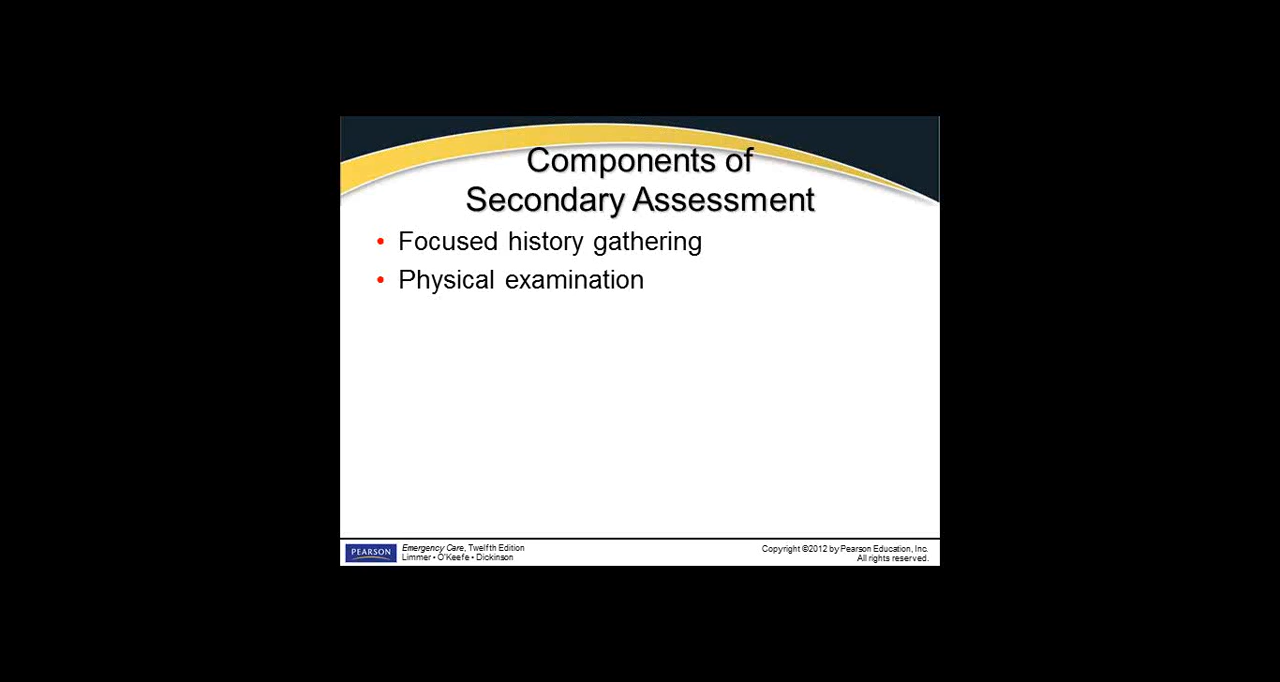 Components of
Secondary Assessment
• Focused history gathering
• Physical examination
PEARSON
Emergency Care, Twelfth Edition
Limmer • O'Keefe • Dickinson
Copyright ©2012 by Pearson Education, Inc.
All rights reserved.